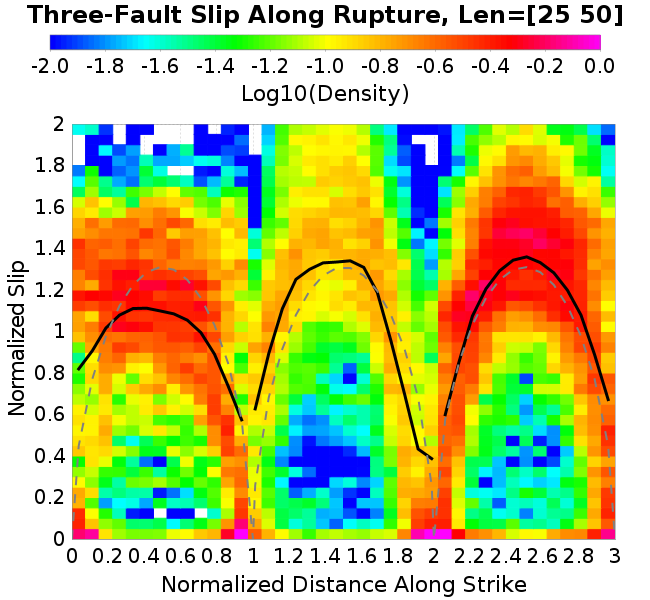 Three-Fault Slip Along Rupture, Len=[25 50]
-2.0 -1.8 -1.6 -1.4 -1.2 -1.0 -0.8 -0.6 -0.4 -0.2 0.0
Log10(Density)
2
1.8
1.6
1.4
1.2
1
0.8
0.6
0.4
0.2
0
Normalized Slip
0 0.2 0.4 0.6 0.8 1 1.2 1.4 1.6 1.8 2 2.2 2.4 2.6 2.8 3
Normalized Distance Along Strike